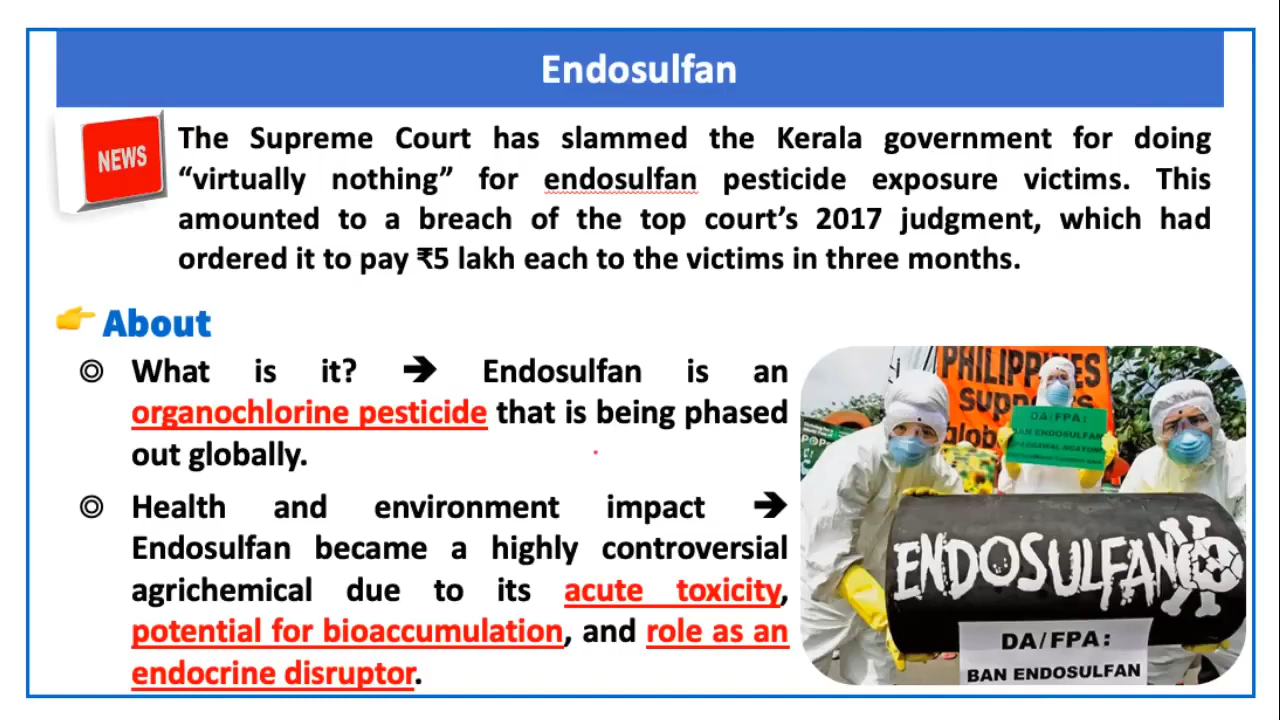 Endosulfan
NEWS
The Supreme Court has slammed the Kerala government for doing
“virtually nothing” for endosulfan pesticide exposure victims. This
amounted to a breach of the top court’s 2017 judgment, which had
ordered it to pay ₹5 lakh each to the victims in three months.
About
What is it? ➔ Endosulfan is an
organochlorine pesticide that is being phased
out globally.
Health and environment impact ➔
Endosulfan became a highly controversial
agrichemical due to its acute toxicity,
potential for bioaccumulation, and role as an
endocrine disruptor.
PHILIPPINES
DA/FPA:
BAN ENDOSULFAN
ENDOSULFAN
DA/FPA:
BAN ENDOSULFAN